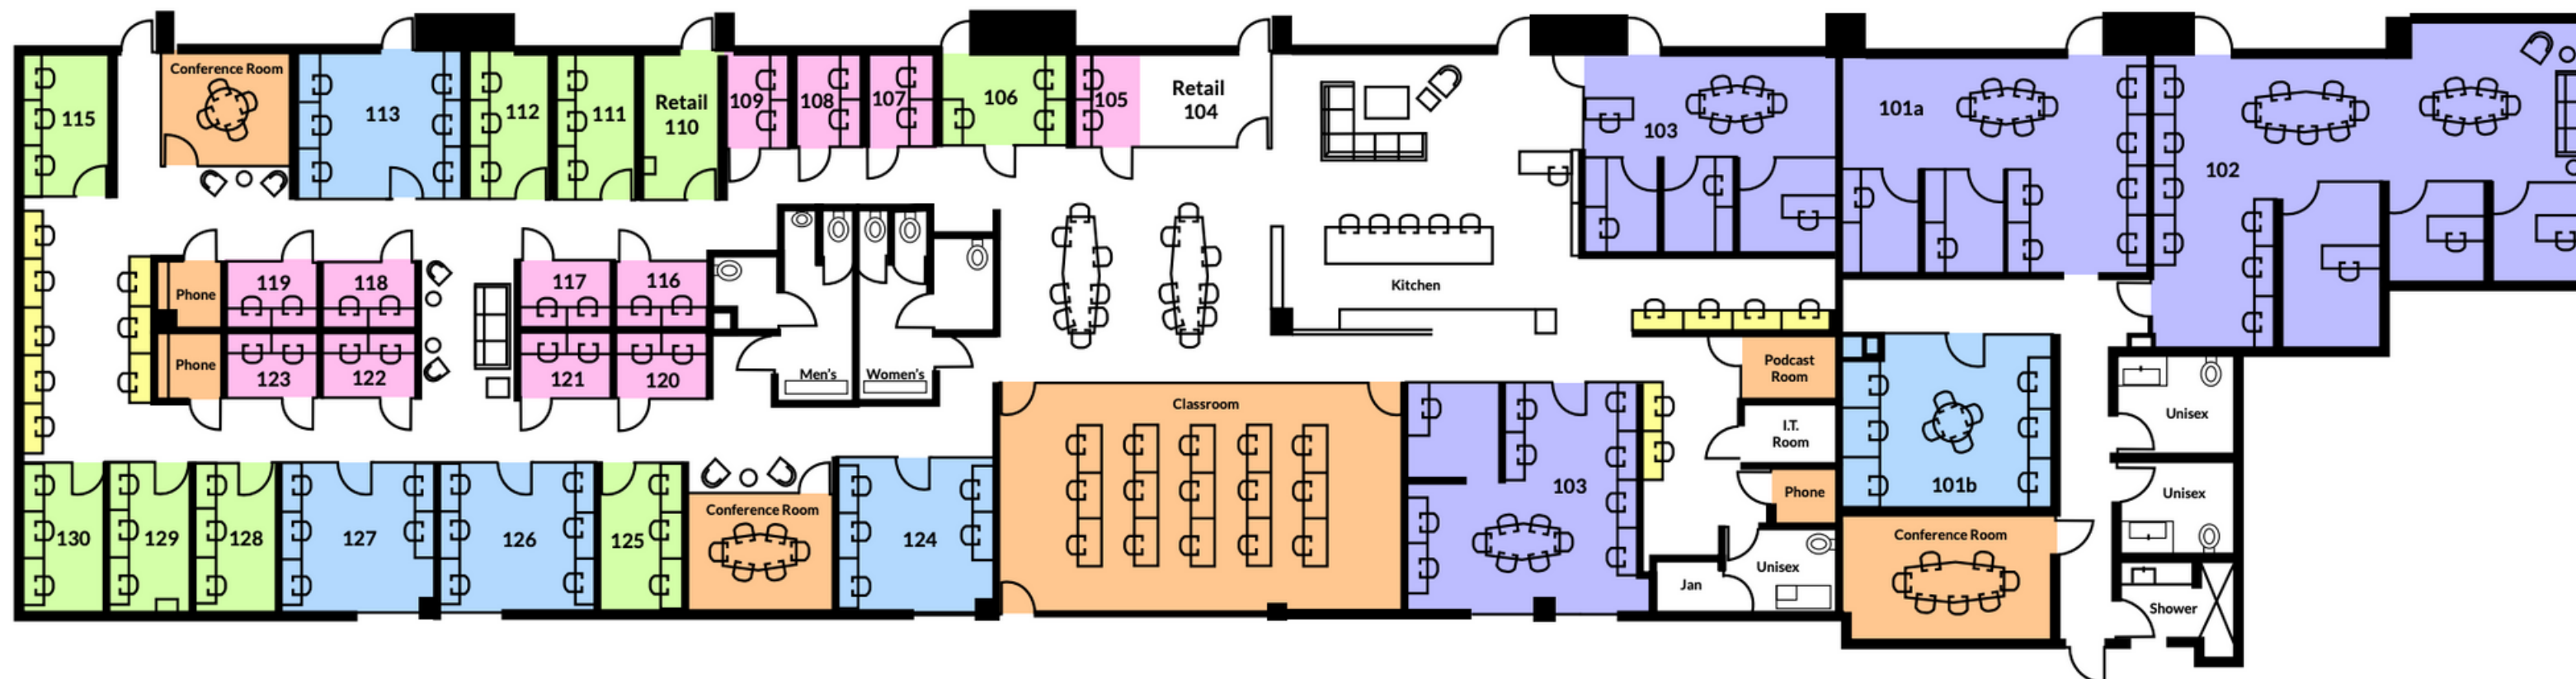 Conference Room
115
113
112
111
Retail
110
109
108
107
106
105
Retail
104
103
101a
102
Kitchen
Phone
119
118
117
116
Phone
123
122
121
120
Men's
Women's
Classroom
Podcast
Room
I.T.
Room
Phone
103
Unisex
Jan
101b
Conference Room
Unisex
Unisex
Shower
130
129
128
127
126
125
Conference Room
124